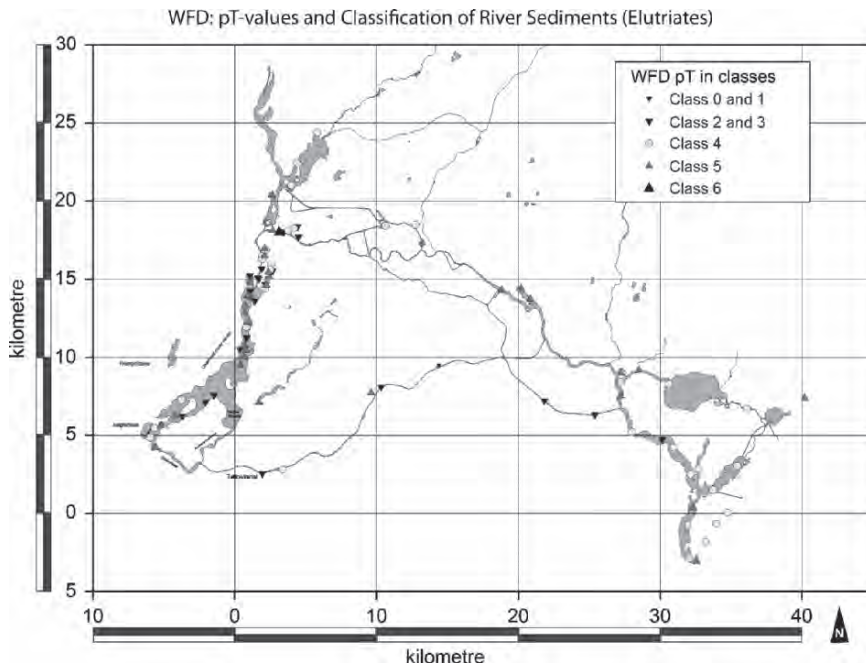 WFD: pT-values and Classification of River Sediments (Elutriates)
30
25
20
15
10
5
0
5
kilometre
WFD pT in classes
Class 0 and 1
Class 2 and 3
Class 4
Class 5
Class 6
10
0
10
20
30
40
kilometre
N